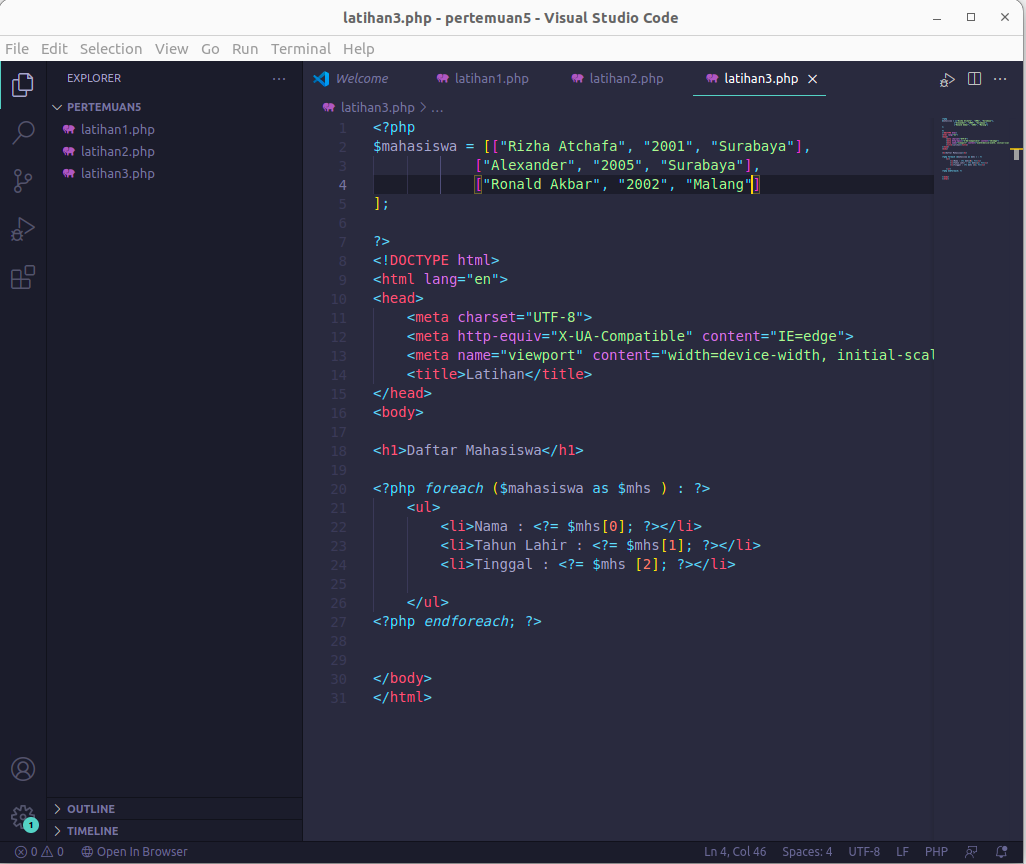 latihan3.php - pertemuan5 - Visual Studio Code
File Edit Selection View Go Run Terminal Help
EXPLORER ...
PERTEMUAN5
latihan1.php
latihan2.php
latihan3.php
OUTLINE
TIMELINE
Welcome latihan1.php latihan2.php latihan3.php
latihan3.php > ...
1 <?php
2 $mahasiswa = [["Rizha Atchafa", "2001", "Surabaya"],
3 ["Alexander", "2005", "Surabaya"],
4 ["Ronald Akbar", "2002", "Malang"]
5 ];
6
7 ?>
8 <!DOCTYPE html>
9 <html lang="en">
10 <head>
11 <meta charset="UTF-8">
12 <meta http-equiv="X-UA-Compatible" content="IE=edge">
13 <meta name="viewport" content="width=device-width, initial-scal
14 <title>Latihan</title>
15 </head>
16 <body>
17
18 <h1>Daftar Mahasiswa</h1>
19
20 <?php foreach ($mahasiswa as $mhs ) : ?>
21 <ul>
22 <li>Nama : <?= $mhs[0]; ?></li>
23 <li>Tahun Lahir : <?= $mhs[1]; ?></li>
24 <li>Tinggal : <?= $mhs [2]; ?></li>
25
26 </ul>
27 <?php endforeach; ?>
28
29
30 </body>
31 </html>
1
0 0 Open In Browser Ln 4, Col 46 Spaces: 4 UTF-8 LF PHP